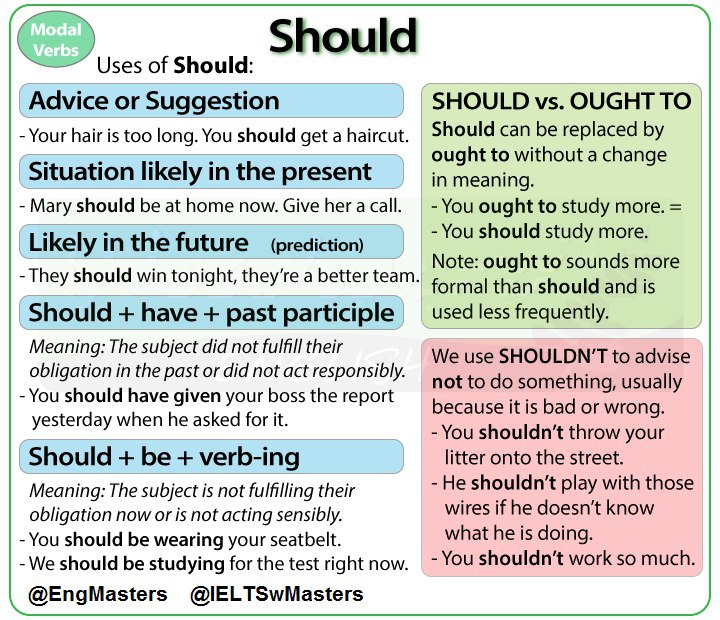 Modal
Verbs
Should
Uses of Should:
Advice or Suggestion
- Your hair is too long. You should get a haircut.
Situation likely in the present
- Mary should be at home now. Give her a call.
Likely in the future (prediction)
- They should win tonight, they're a better team.
Should + have + past participle
Meaning: The subject did not fulfill their
obligation in the past or did not act responsibly.
- You should have given your boss the report
yesterday when he asked for it.
Should + be + verb-ing
Meaning: The subject is not fulfilling their
obligation now or is not acting sensibly.
- You should be wearing your seatbelt.
- We should be studying for the test right now.
@EngMasters @IELTSwMasters
SHOULD vs. OUGHT TO
Should can be replaced by
ought to without a change
in meaning.
- You ought to study more. =
- You should study more.
Note: ought to sounds more
formal than should and is
used less frequently.
We use SHOULDN'T to advise
not to do something, usually
because it is bad or wrong.
- You shouldn't throw your
litter onto the street.
- He shouldn't play with those
wires if he doesn't know
what he is doing.
- You shouldn't work so much.